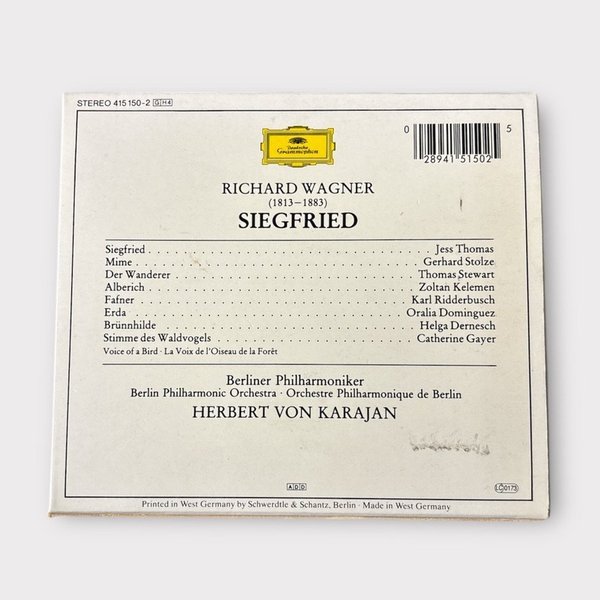 STEREO 415 150-2 GH4
Deutsche
Grammophon
0 28941 51502 5
RICHARD WAGNER
(1813–1883)
SIEGFRIED
Siegfried . . . . . . . . . . . . . . . . . . . . . . . . . . . . . Jess Thomas
Mime . . . . . . . . . . . . . . . . . . . . . . . . . . . . . Gerhard Stolze
Der Wanderer . . . . . . . . . . . . . . . . . . . . . . . . . Thomas Stewart
Alberich . . . . . . . . . . . . . . . . . . . . . . . . . . . Zoltan Kelemen
Fafner . . . . . . . . . . . . . . . . . . . . . . . . . . . Karl Ridderbusch
Erda . . . . . . . . . . . . . . . . . . . . . . . . . . . Oralia Dominguez
Brünnhilde . . . . . . . . . . . . . . . . . . . . . . . . . Helga Dernesch
Stimme des Waldvogels . . . . . . . . . . . . . . . . . . . . Catherine Gayer
Voice of a Bird · La Voix de l'Oiseau de la Forêt
Berliner Philharmoniker
Berlin Philharmonic Orchestra · Orchestre Philharmonique de Berlin
HERBERT VON KARAJAN
ADD
LC 0173
Printed in West Germany by Schwerdtle & Schantz, Berlin · Made in West Germany